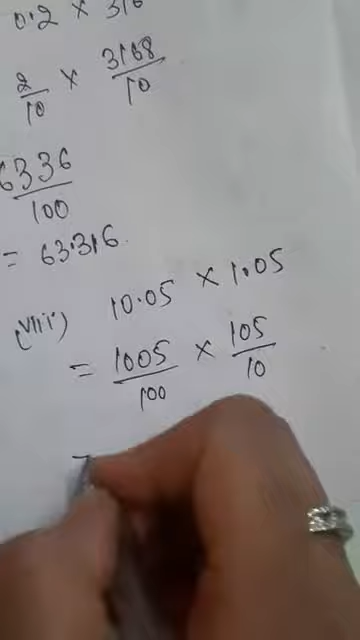 0.2 × 316
2/10 × 3168/10
6336/100
= 63.316.
(viii) 10.05 × 1.05
= 1005/100 × 105/10
=